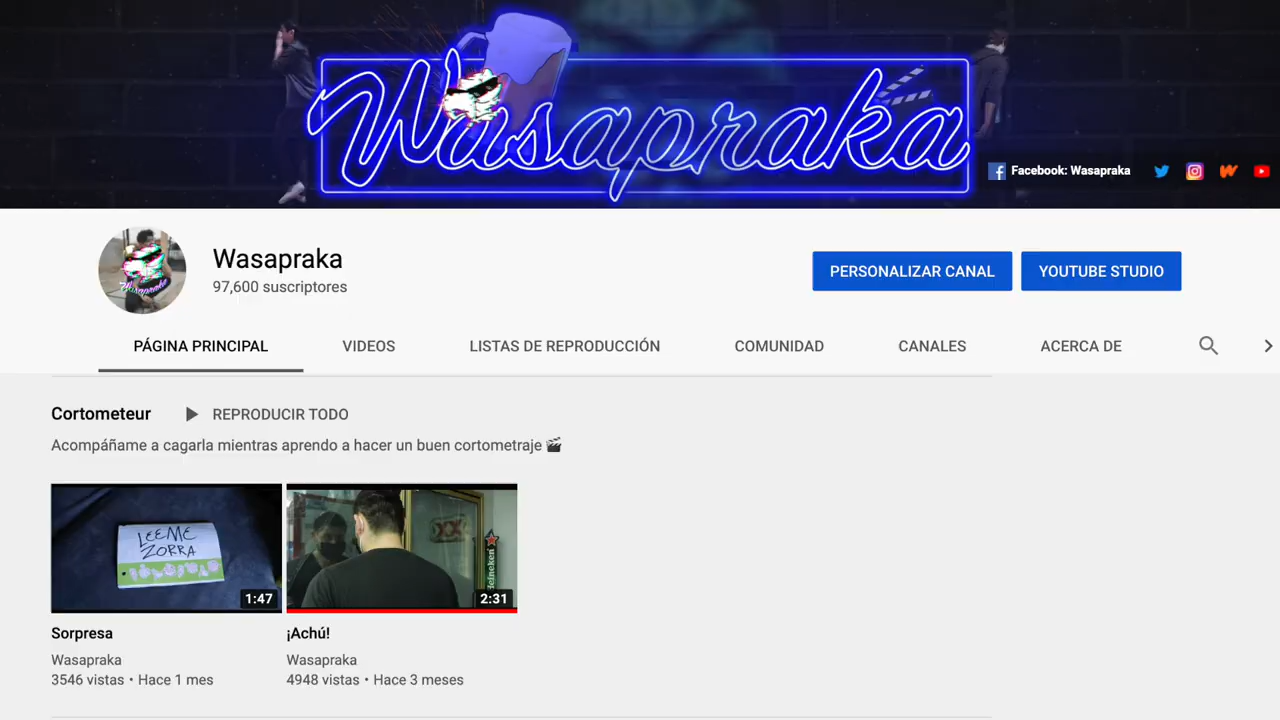 Wasapraka
Facebook: Wasapraka
Wasapraka
97,600 suscriptores
PERSONALIZAR CANAL
YOUTUBE STUDIO
PÁGINA PRINCIPAL
VIDEOS
LISTAS DE REPRODUCCIÓN
COMUNIDAD
CANALES
ACERCA DE
Cortometeur
REPRODUCIR TODO
Acompáñame a cagarla mientras aprendo a hacer un buen cortometraje
LEEME
ZORRA
1:47
XX
Heineken
2:31
Sorpresa
¡Achú!
Wasapraka
Wasapraka
3546 vistas • Hace 1 mes
4948 vistas • Hace 3 meses